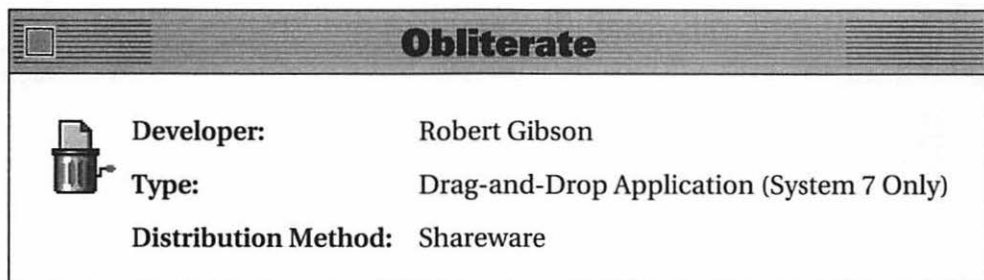 Obliterate
Developer: Robert Gibson
Type: Drag-and-Drop Application (System 7 Only)
Distribution Method: Shareware